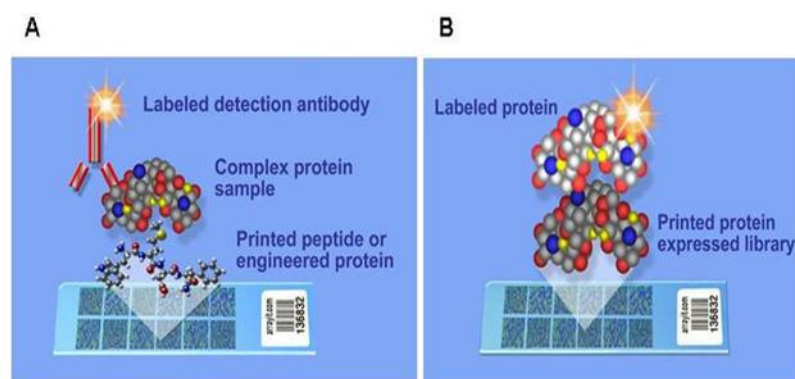 A
Labeled detection antibody
Complex protein
sample
Printed peptide or
engineered protein
arrayit.com
136832
B
Labeled protein
Printed protein
expressed library
arrayit.com
136832